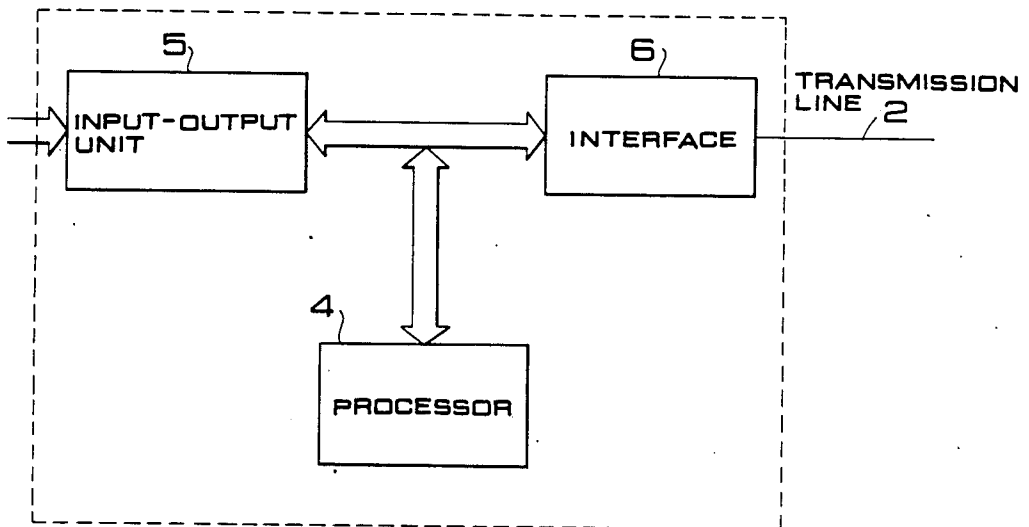 5
INPUT-OUTPUT
UNIT
6
INTERFACE
TRANSMISSION
LINE
2
4
PROCESSOR